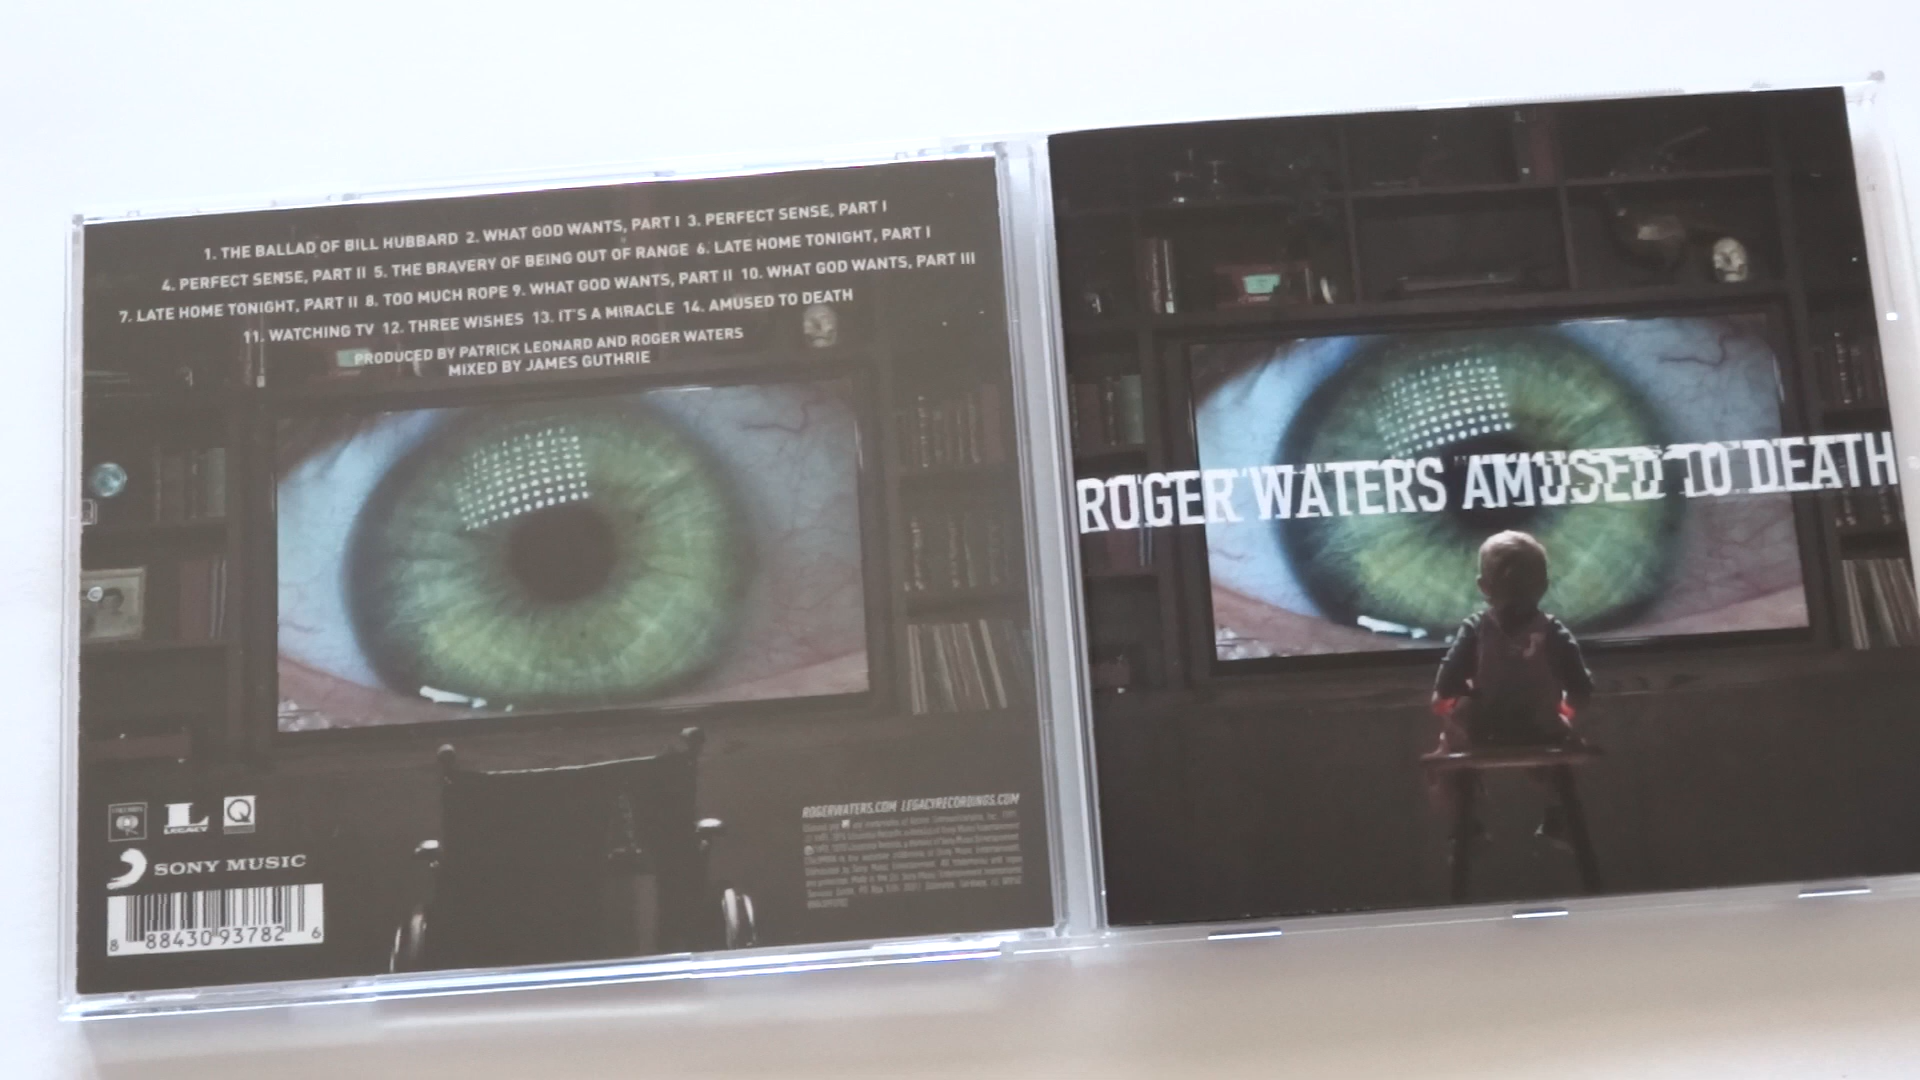 1. THE BALLAD OF BILL HUBBARD 2. WHAT GOD WANTS, PART I 3. PERFECT SENSE, PART I
4. PERFECT SENSE, PART II 5. THE BRAVERY OF BEING OUT OF RANGE 6. LATE HOME TONIGHT, PART I
7. LATE HOME TONIGHT, PART II 8. TOO MUCH ROPE 9. WHAT GOD WANTS, PART II 10. WHAT GOD WANTS, PART III
11. WATCHING TV 12. THREE WISHES 13. IT'S A MIRACLE 14. AMUSED TO DEATH
PRODUCED BY PATRICK LEONARD AND ROGER WATERS
MIXED BY JAMES GUTHRIE
L
LEGACY
Q
SONY MUSIC
8 88430 93782 6
ROGERWATERS.COM LEGACYRECORDINGS.COM
ROGER WATERS AMUSED TO DEATH